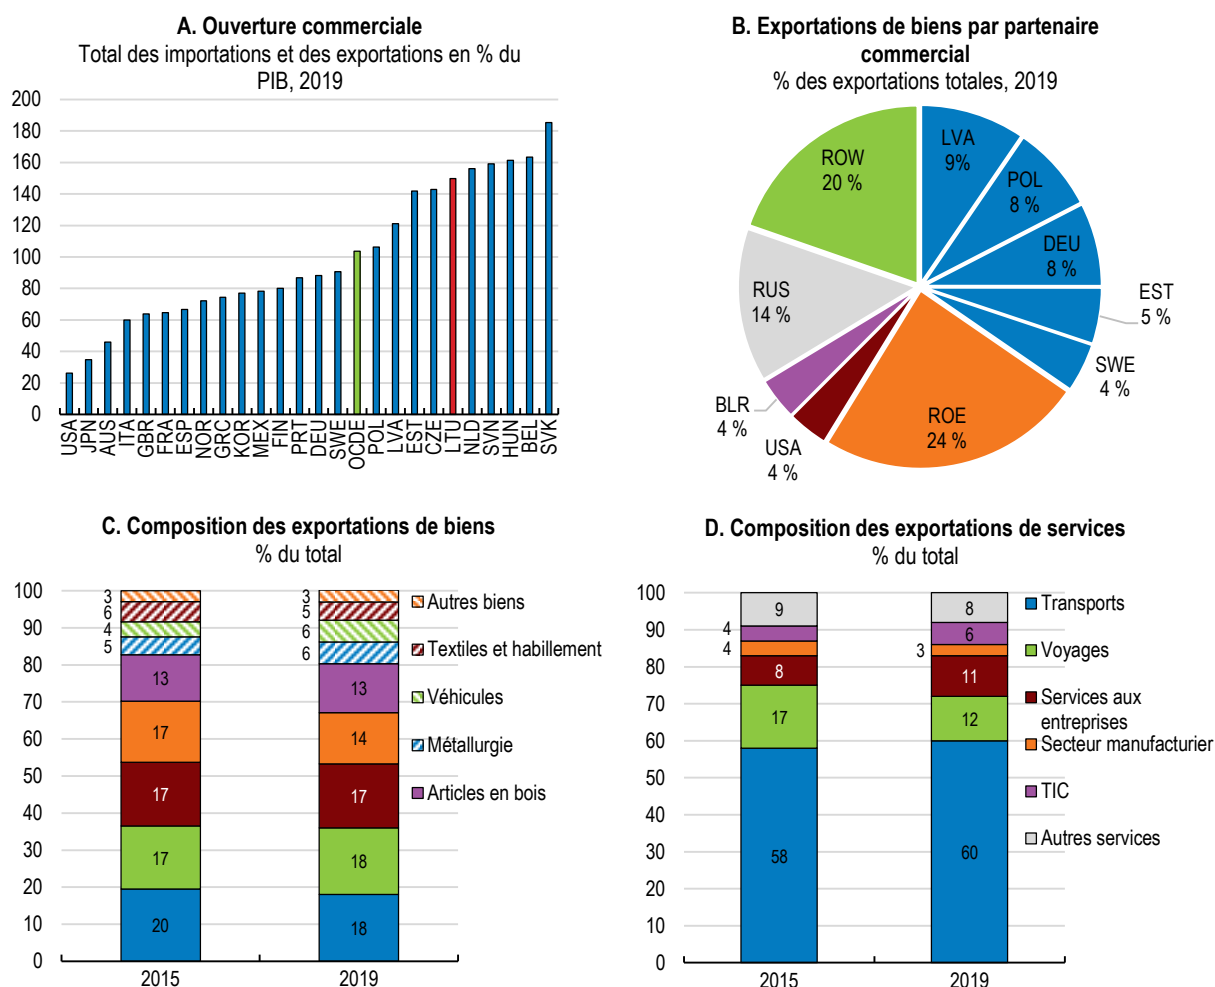 A. Ouverture commerciale
Total des importations et des exportations en % du
PIB, 2019
200
180
160
140
120
100
80
60
40
20
0
USA
JPN
AUS
ITA
GBR
FRA
ESP
NOR
GRC
KOR
MEX
FIN
PRT
DEU
SWE
OCDE
POL
LVA
EST
CZE
LTU
NLD
SVN
HUN
BEL
SVK
B. Exportations de biens par partenaire
commercial
% des exportations totales, 2019
LVA
9%
POL
8 %
DEU
8 %
EST
5 %
SWE
4 %
ROE
24 %
USA
4 %
BLR
4 %
RUS
14 %
ROW
20 %
C. Composition des exportations de biens
% du total
100
90
80
70
60
50
40
30
20
10
0
3
6
4
5
13
17
17
17
20
2015
3
5
6
6
13
14
17
18
18
2019
Autres biens
Textiles et habillement
Véhicules
Métallurgie
Articles en bois
D. Composition des exportations de services
% du total
100
90
80
70
60
50
40
30
20
10
0
9
4
4
8
17
58
2015
8
6
3
11
12
60
2019
Transports
Voyages
Services aux
entreprises
Secteur manufacturier
TIC
Autres services